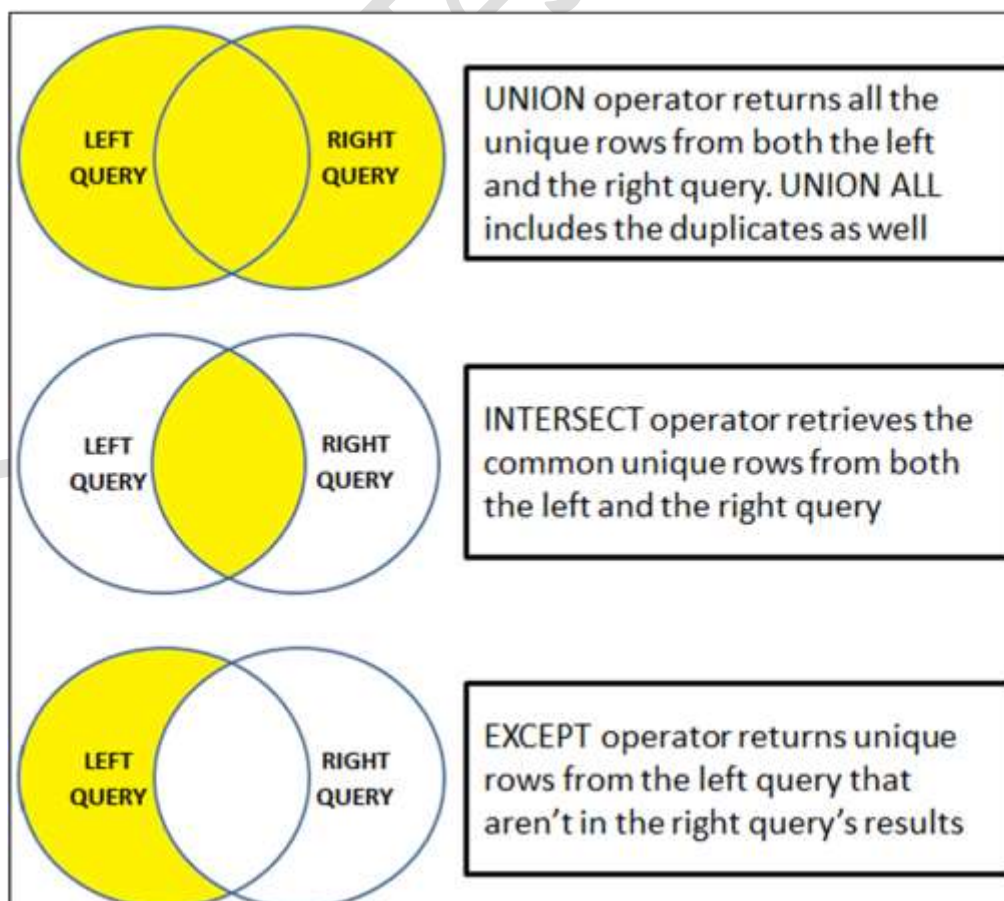 LEFT
QUERY
RIGHT
QUERY
UNION operator returns all the
unique rows from both the left
and the right query. UNION ALL
includes the duplicates as well
LEFT
QUERY
RIGHT
QUERY
INTERSECT operator retrieves the
common unique rows from both
the left and the right query
LEFT
QUERY
RIGHT
QUERY
EXCEPT operator returns unique
rows from the left query that
aren't in the right query's results